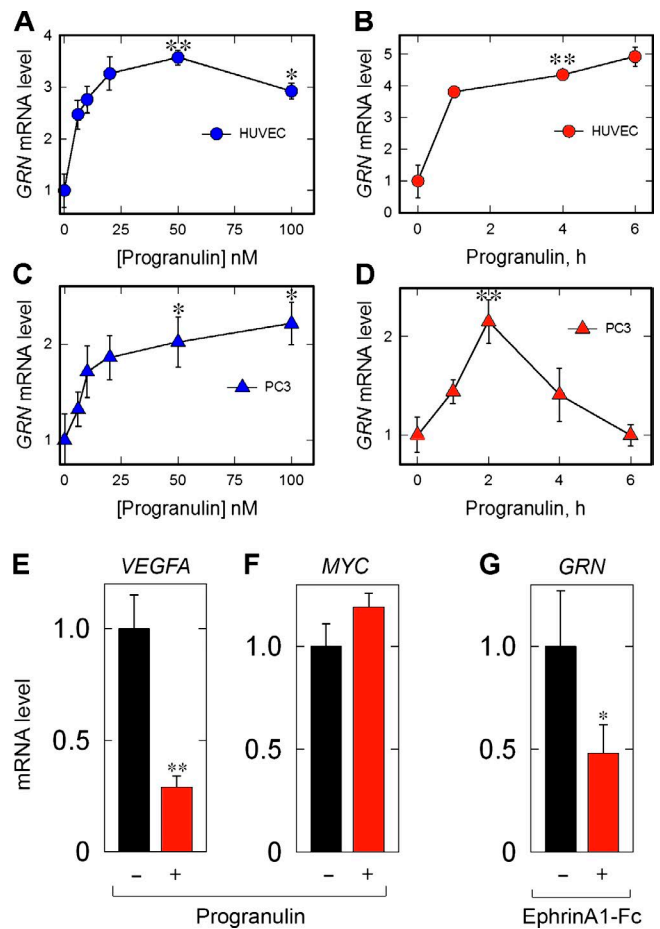 A
GRN mRNA level
4
3
2
1
**
*
HUVEC
0 25 50 75 100
[Progranulin] nM
B
GRN mRNA level
5
4
3
2
1
0
**
HUVEC
0 2 4 6
Progranulin, h
C
GRN mRNA level
2
1
*
*
PC3
0 25 50 75 100
[Progranulin] nM
D
GRN mRNA level
2
1
**
PC3
0 2 4 6
Progranulin, h
E
VEGFA
mRNA level
1.0
0.5
0
**
− +
F
MYC
1.0
0.5
0
− +
Progranulin
G
GRN
1.0
0.5
0
*
− +
EphrinA1-Fc